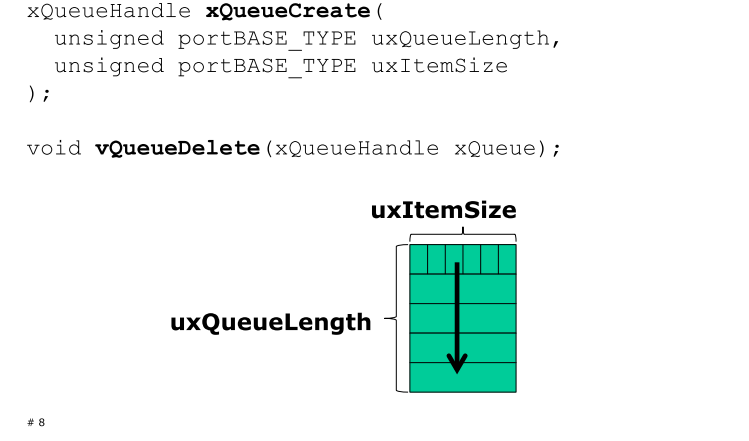 xQueueHandle xQueueCreate(
unsigned portBASE_TYPE uxQueueLength,
unsigned portBASE_TYPE uxItemSize
);
void vQueueDelete(xQueueHandle xQueue);
uxItemSize
uxQueueLength
# 8